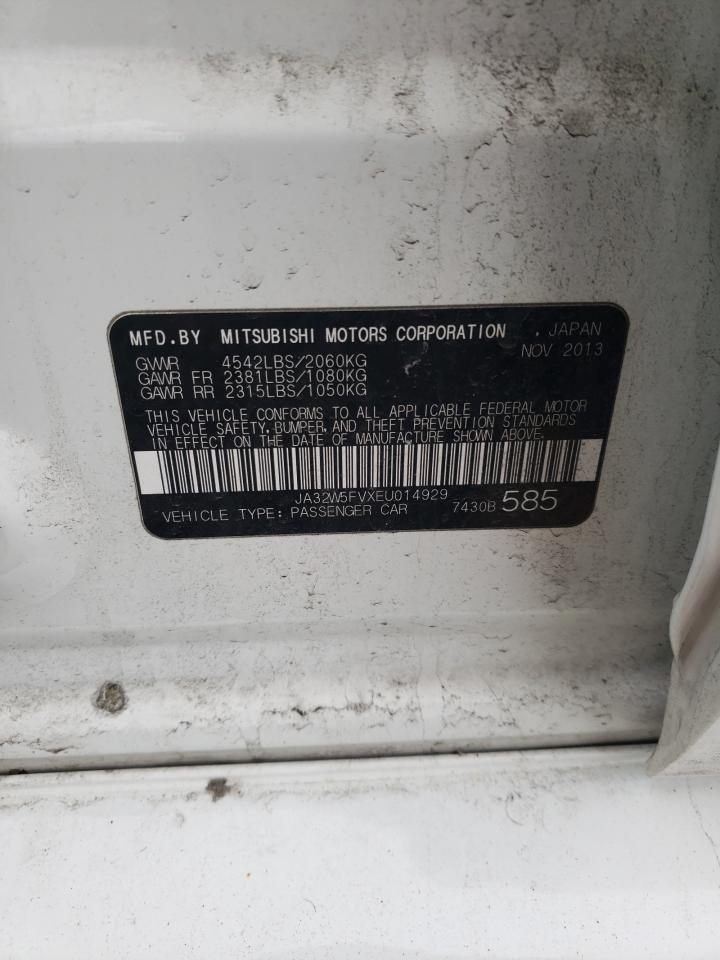 MFD.BY MITSUBISHI MOTORS CORPORATION , JAPAN
NOV 2013
GVWR 4542LBS/2060KG
GAWR FR 2381LBS/1080KG
GAWR RR 2315LBS/1050KG
THIS VEHICLE CONFORMS TO ALL APPLICABLE FEDERAL MOTOR
VEHICLE SAFETY, BUMPER, AND THEFT PREVENTION STANDARDS
IN EFFECT ON THE DATE OF MANUFACTURE SHOWN ABOVE.
JA32W5FVXEU014929
VEHICLE TYPE: PASSENGER CAR 7430B 585